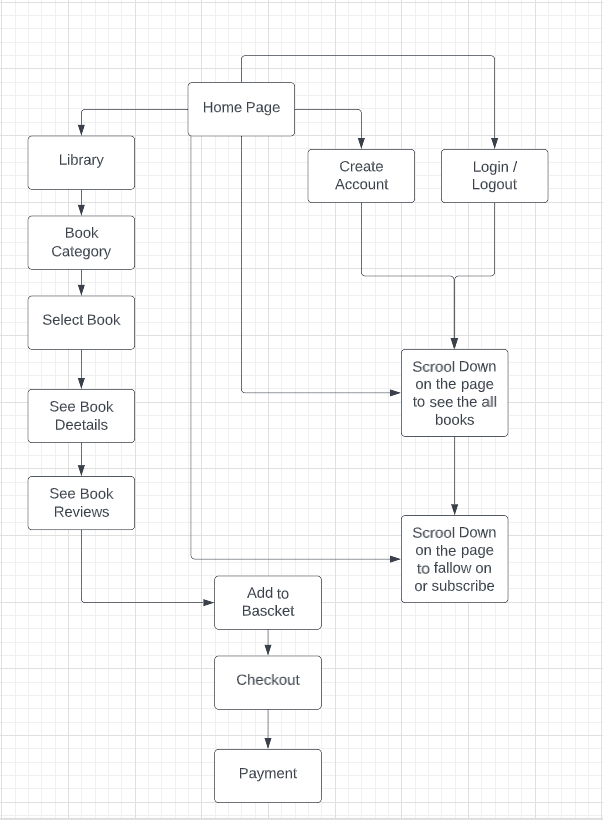 Home Page
Library
Create
Account
Login /
Logout
Book
Category
Select Book
See Book
Deetails
See Book
Reviews
Scrool Down
on the page
to see the all
books
Scrool Down
on the page
to fallow on
or subscribe
Add to
Bascket
Checkout
Payment